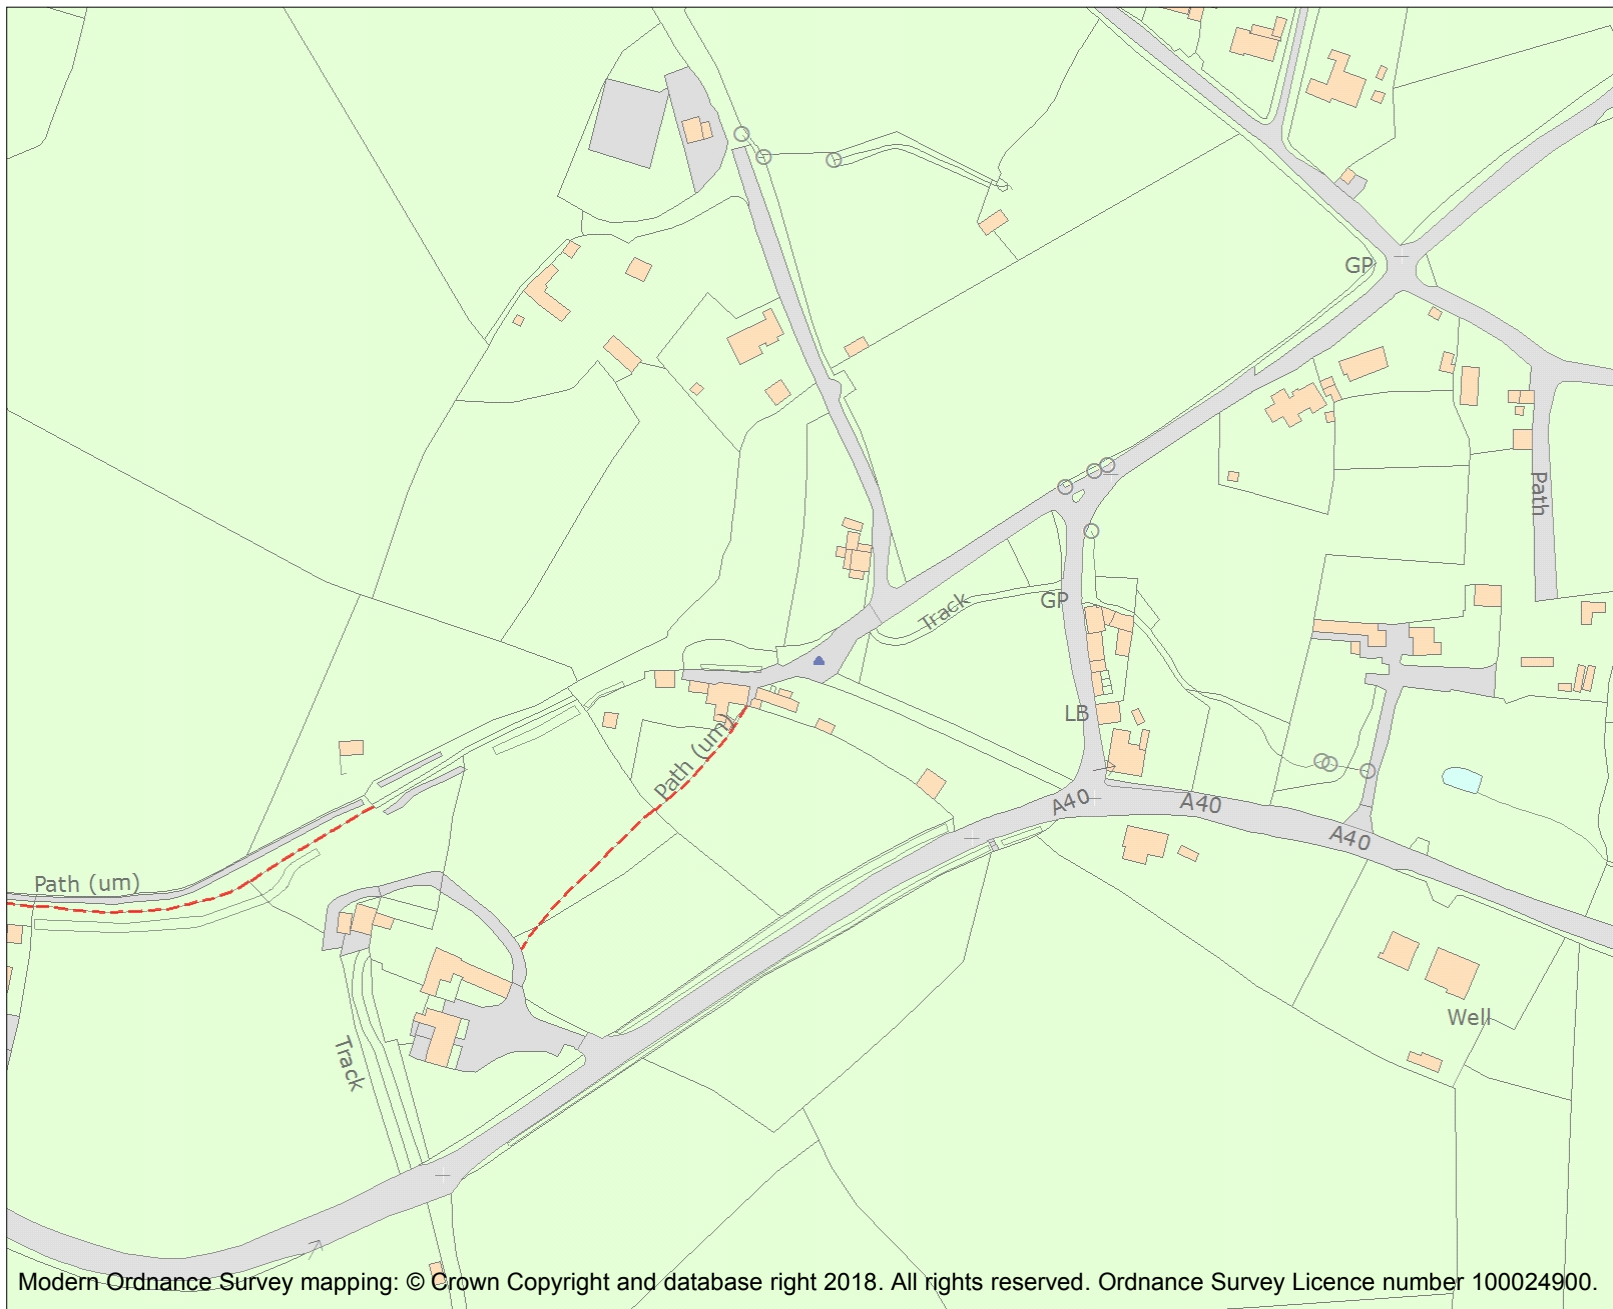 GP
Path
Track
GP
LB
Path (um)
A40
A40
A40
Path (um)
Well
Track
Modern Ordnance Survey mapping: © Crown Copyright and database right 2018. All rights reserved. Ordnance Survey Licence number 100024900.